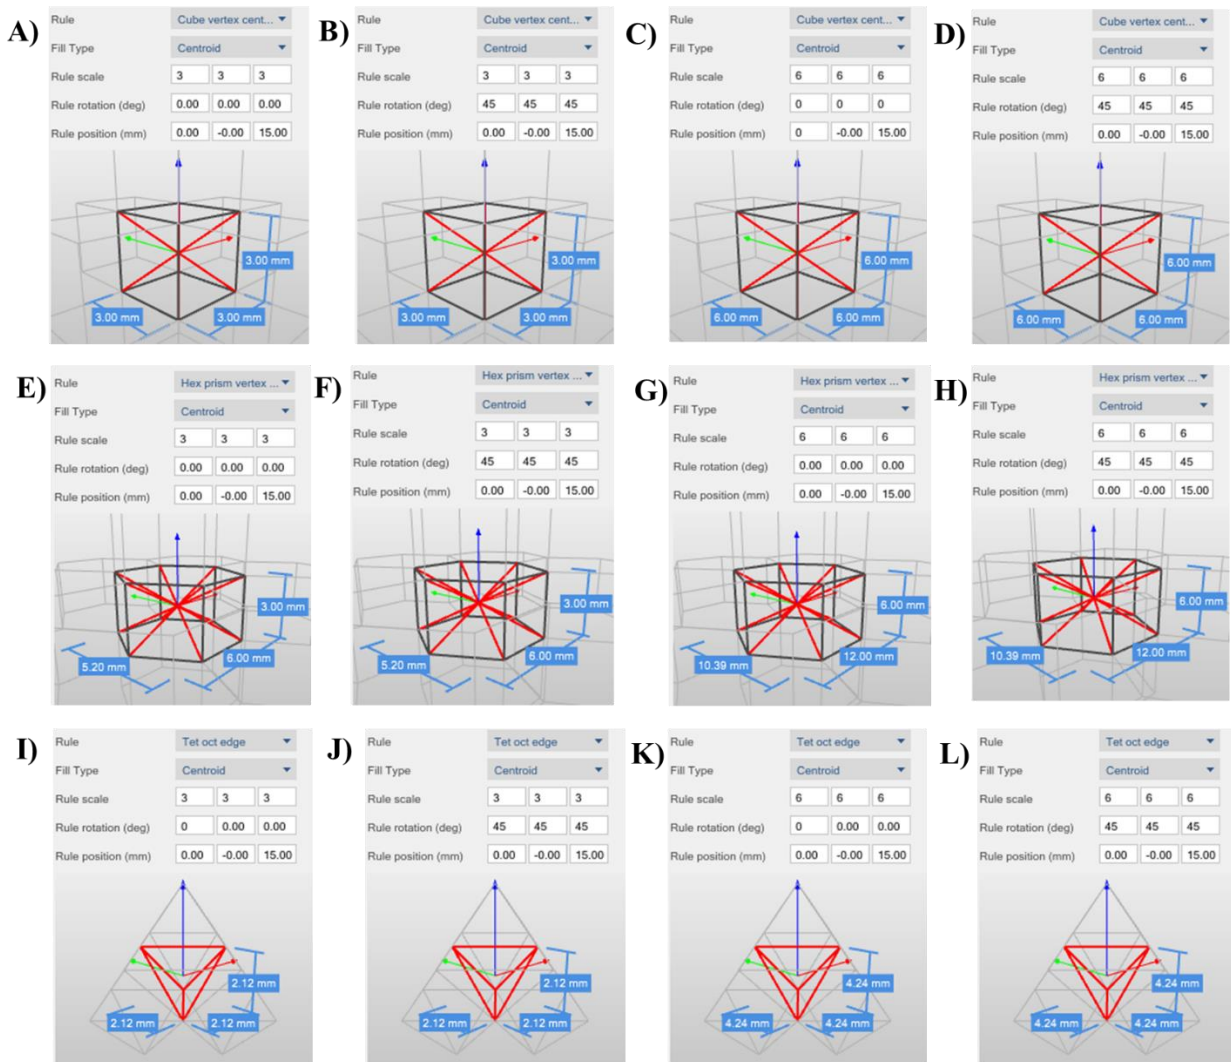 A)
Rule Cube vertex cent...
Fill Type Centroid
Rule scale 3 3 3
Rule rotation (deg) 0.00 0.00 0.00
Rule position (mm) 0.00 -0.00 15.00
3.00 mm
3.00 mm 3.00 mm
B)
Rule Cube vertex cent...
Fill Type Centroid
Rule scale 3 3 3
Rule rotation (deg) 45 45 45
Rule position (mm) 0.00 -0.00 15.00
3.00 mm
3.00 mm 3.00 mm
C)
Rule Cube vertex cent...
Fill Type Centroid
Rule scale 6 6 6
Rule rotation (deg) 0 0 0
Rule position (mm) 0 -0.00 15.00
6.00 mm
6.00 mm 6.00 mm
D)
Rule Cube vertex cent...
Fill Type Centroid
Rule scale 6 6 6
Rule rotation (deg) 45 45 45
Rule position (mm) 0.00 -0.00 15.00
6.00 mm
6.00 mm 6.00 mm
E)
Rule Hex prism vertex ...
Fill Type Centroid
Rule scale 3 3 3
Rule rotation (deg) 0.00 0.00 0.00
Rule position (mm) 0.00 -0.00 15.00
3.00 mm
5.20 mm 6.00 mm
F)
Rule Hex prism vertex ...
Fill Type Centroid
Rule scale 3 3 3
Rule rotation (deg) 45 45 45
Rule position (mm) 0.00 -0.00 15.00
3.00 mm
5.20 mm 6.00 mm
G)
Rule Hex prism vertex ...
Fill Type Centroid
Rule scale 6 6 6
Rule rotation (deg) 0.00 0.00 0.00
Rule position (mm) 0.00 -0.00 15.00
6.00 mm
10.39 mm 12.00 mm
H)
Rule Hex prism vertex ...
Fill Type Centroid
Rule scale 6 6 6
Rule rotation (deg) 45 45 45
Rule position (mm) 0.00 -0.00 15.00
6.00 mm
10.39 mm 12.00 mm
I)
Rule Tet oct edge
Fill Type Centroid
Rule scale 3 3 3
Rule rotation (deg) 0 0.00 0.00
Rule position (mm) 0.00 -0.00 15.00
2.12 mm
2.12 mm 2.12 mm
J)
Rule Tet oct edge
Fill Type Centroid
Rule scale 3 3 3
Rule rotation (deg) 45 45 45
Rule position (mm) 0.00 -0.00 15.00
2.12 mm
2.12 mm 2.12 mm
K)
Rule Tet oct edge
Fill Type Centroid
Rule scale 6 6 6
Rule rotation (deg) 0 0.00 0.00
Rule position (mm) 0.00 -0.00 15.00
4.24 mm
4.24 mm 4.24 mm
L)
Rule Tet oct edge
Fill Type Centroid
Rule scale 6 6 6
Rule rotation (deg) 45 45 45
Rule position (mm) 0.00 -0.00 15.00
4.24 mm
4.24 mm 4.24 mm